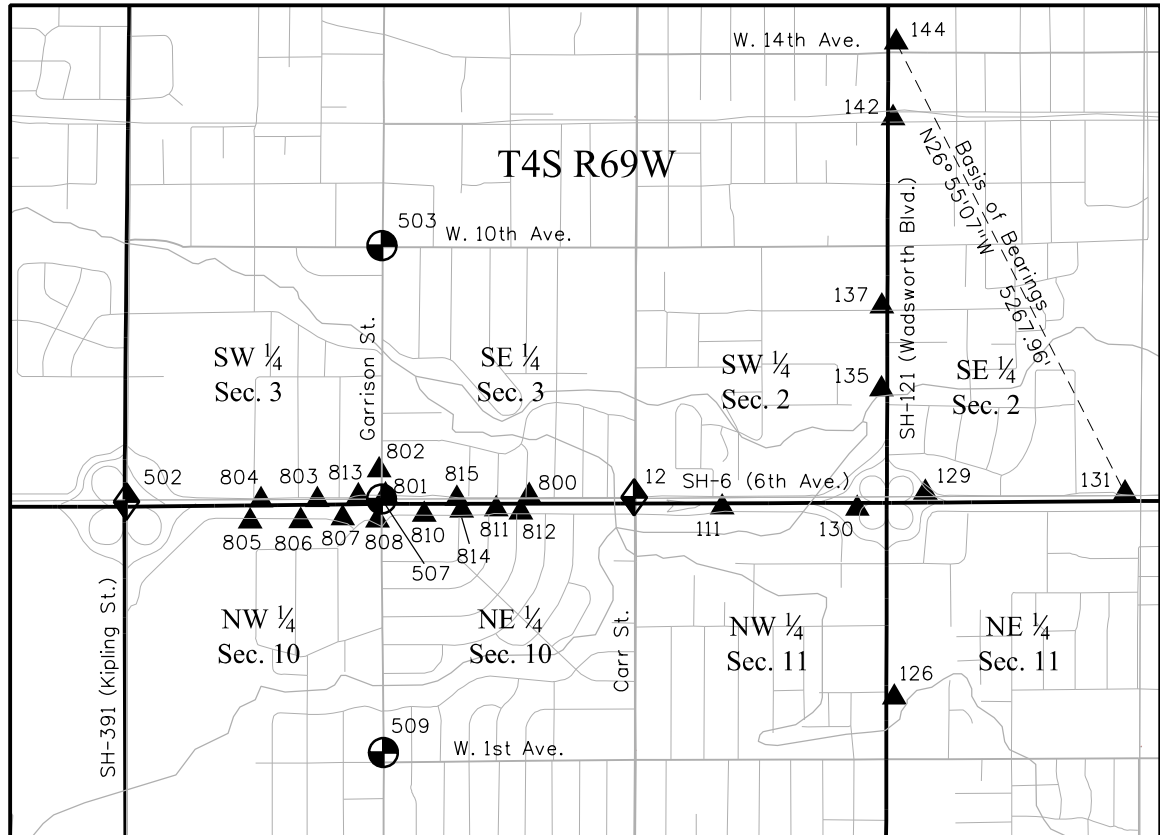 144
W. 14th Ave.
142
T4S R69W
Basis of Bearings
N26°55'07"W 5267.96'
503
W. 10th Ave.
SH-121 (Wadsworth Blvd.)
137
Garrison St.
SW ¼
Sec. 3
SE ¼
Sec. 3
SW ¼
Sec. 2
SE ¼
Sec. 2
135
802
502
804
803
813
801
815
800
12
SH-6 (6th Ave.)
129
131
805
806
807
808
810
814
811
812
111
130
507
SH-391 (Kipling St.)
NW ¼
Sec. 10
NE ¼
Sec. 10
Carr St.
NW ¼
Sec. 11
NE ¼
Sec. 11
126
509
W. 1st Ave.